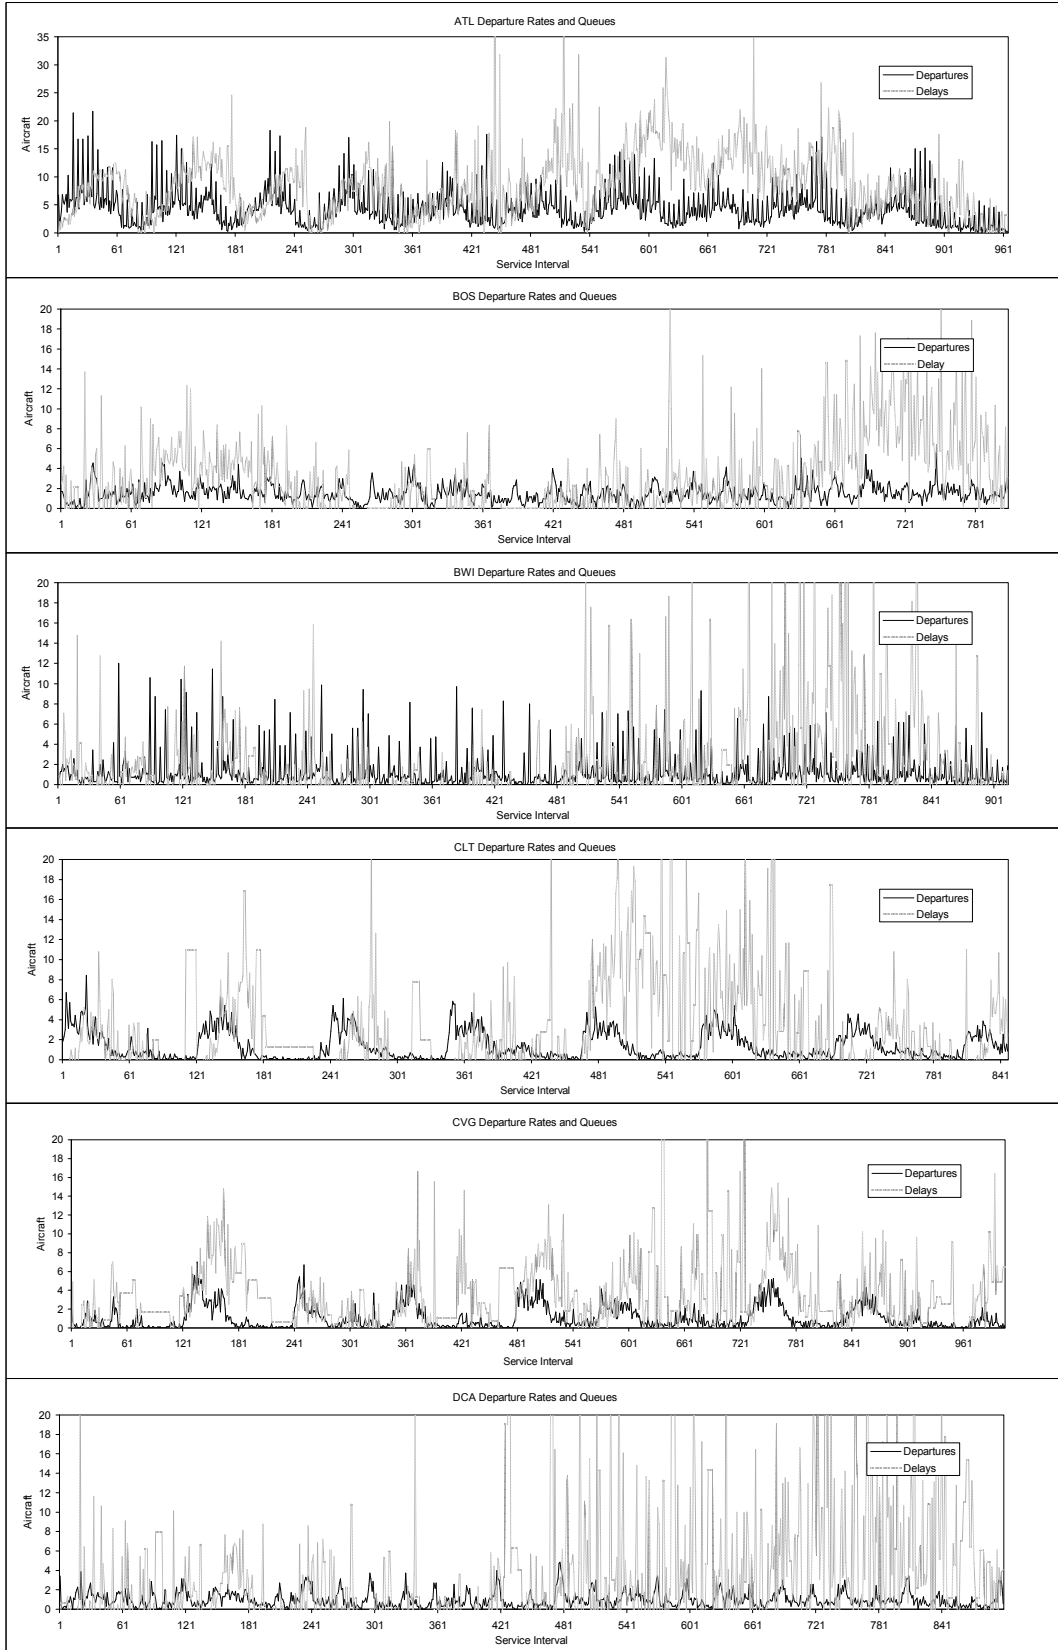 ATL Departure Rates and Queues
35
30
25
20
15
10
5
0
Aircraft
Departures
Delays
1 61 121 181 241 301 361 421 481 541 601 661 721 781 841 901 961
Service Interval
BOS Departure Rates and Queues
20
18
16
14
12
10
8
6
4
2
0
Aircraft
Departures
Delay
1 61 121 181 241 301 361 421 481 541 601 661 721 781
Service Interval
BWI Departure Rates and Queues
20
18
16
14
12
10
8
6
4
2
0
Aircraft
Departures
Delays
1 61 121 181 241 301 361 421 481 541 601 661 721 781 841 901
Service Interval
CLT Departure Rates and Queues
20
18
16
14
12
10
8
6
4
2
0
Aircraft
Departures
Delays
1 61 121 181 241 301 361 421 481 541 601 661 721 781 841
Service Interval
CVG Departure Rates and Queues
20
18
16
14
12
10
8
6
4
2
0
Aircraft
Departures
Delays
1 61 121 181 241 301 361 421 481 541 601 661 721 781 841 901 961
Service Interval
DCA Departure Rates and Queues
20
18
16
14
12
10
8
6
4
2
0
Aircraft
Departures
Delays
1 61 121 181 241 301 361 421 481 541 601 661 721 781 841
Service Interval